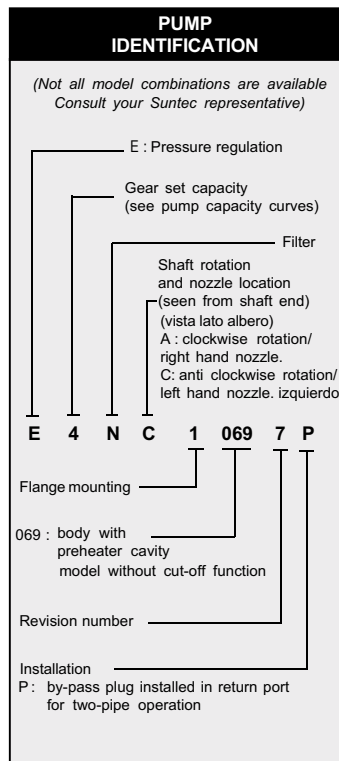 PUMP
IDENTIFICATION
(Not all model combinations are available
Consult your Suntec representative)
E : Pressure regulation
Gear set capacity
(see pump capacity curves)
Filter
Shaft rotation
and nozzle location
(seen from shaft end)
(vista lato albero)
A : clockwise rotation/
right hand nozzle.
C: anti clockwise rotation/
left hand nozzle. izquierdo
E 4 N C 1 069 7 P
Flange mounting
069 : body with
preheater cavity
model without cut-off function
Revision number
Installation
P : by-pass plug installed in return port
for two-pipe operation